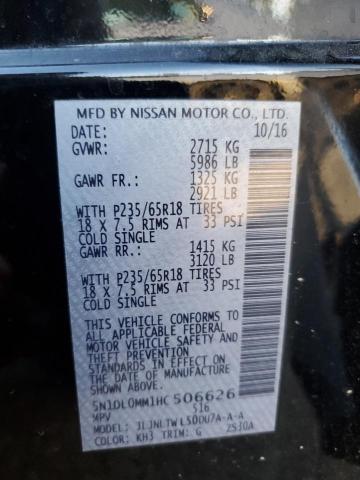 MFD BY NISSAN MOTOR CO., LTD.
DATE: 10/16
GVWR: 2715 KG
5986 LB
GAWR FR.: 1325 KG
2921 LB
WITH P235/65R18 TIRES
18 X 7.5 RIMS AT 33 PSI
COLD SINGLE
GAWR RR.: 1415 KG
3120 LB
WITH P235/65R18 TIRES
18 X 7.5 RIMS AT 33 PSI
COLD SINGLE
THIS VEHICLE CONFORMS TO
ALL APPLICABLE FEDERAL
MOTOR VEHICLE SAFETY
STANDARDS IN EFFECT ON
THE DATE OF MANUFACTURE
SHOWN ABOVE.
5N1DL0MM1HC506626
MPV S16
MODEL: JLJNLTWL50UU7A-A-A
COLOR: KH3 TRIM: G 2S30A